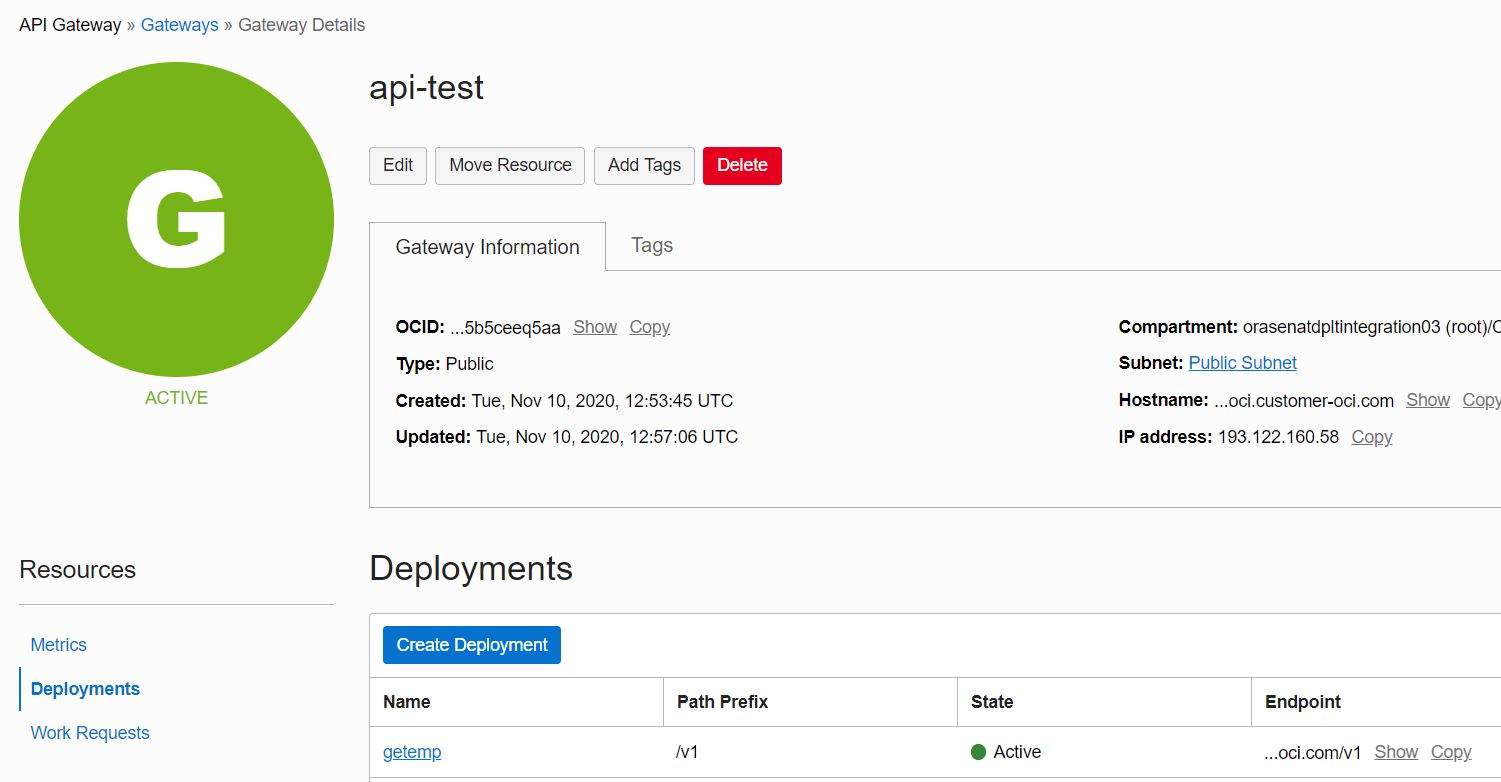 API Gateway » Gateways » Gateway Details
G
ACTIVE
api-test
Edit Move Resource Add Tags Delete
Gateway Information Tags
OCID: ...5b5ceeq5aa Show Copy
Type: Public
Created: Tue, Nov 10, 2020, 12:53:45 UTC
Updated: Tue, Nov 10, 2020, 12:57:06 UTC
Compartment: orasenatdpltintegration03 (root)/C
Subnet: Public Subnet
Hostname: ...oci.customer-oci.com Show Copy
IP address: 193.122.160.58 Copy
Resources
Metrics
Deployments
Work Requests
Deployments
Create Deployment
Name Path Prefix State Endpoint
getemp /v1 Active ...oci.com/v1 Show Copy